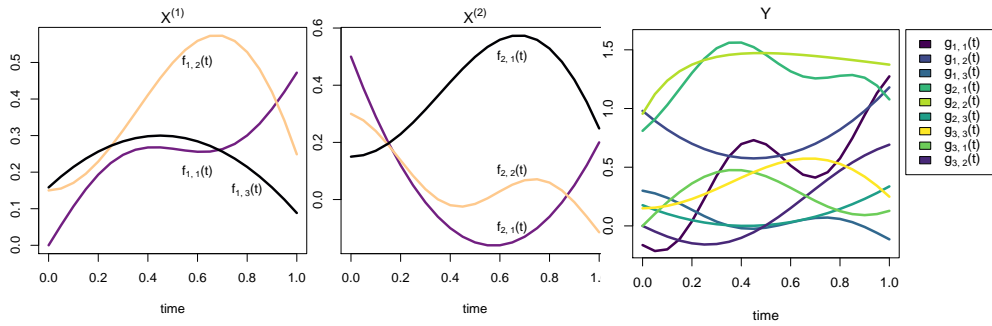 X(1)
f1, 2(t)
f1, 1(t)
f1, 3(t)
0.0 0.1 0.2 0.3 0.4 0.5
0.0 0.2 0.4 0.6 0.8 1.0
time
X(2)
f2, 1(t)
f2, 2(t)
f2, 1(t)
0.0 0.2 0.4 0.6
0.0 0.2 0.4 0.6 0.8 1.0
time
Y
0.0 0.5 1.0 1.5
0.0 0.2 0.4 0.6 0.8 1.0
time
g1, 1(t)
g1, 2(t)
g1, 3(t)
g2, 1(t)
g2, 2(t)
g2, 3(t)
g3, 3(t)
g3, 1(t)
g3, 2(t)